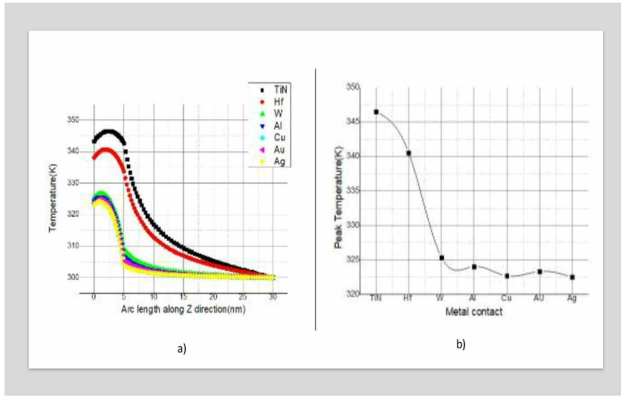 TiN
Hf
W
Al
Cu
Au
Ag
350
340
330
320
310
300
0 5 10 15 20 25 30
Temperature(K)
Arc length along Z direction(nm)
a)
350
345
340
335
330
325
320
TiN Hf W Al Cu AU Ag
Peak Temperature(K)
Metal contact
b)